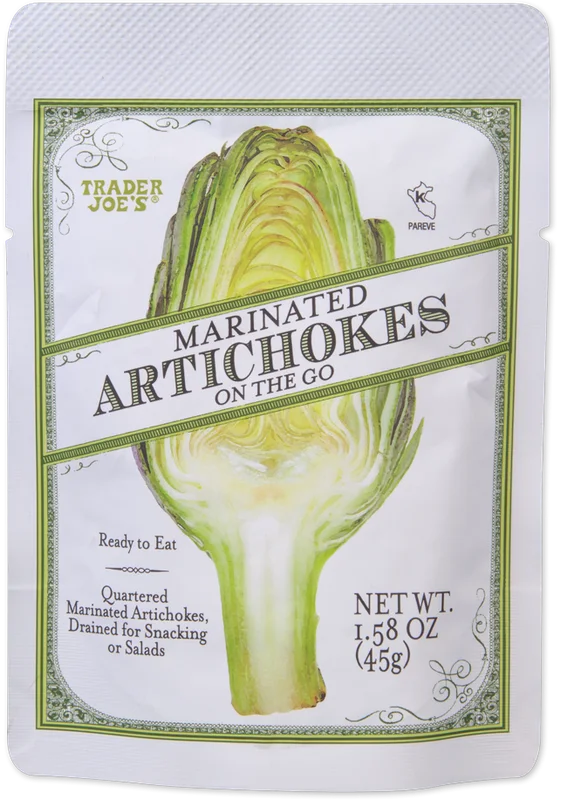 TRADER
JOE'S®
K
PAREVE
MARINATED
ARTICHOKES
ON THE GO
Ready to Eat
Quartered
Marinated Artichokes,
Drained for Snacking
or Salads
NET WT.
1.58 OZ
(45g)